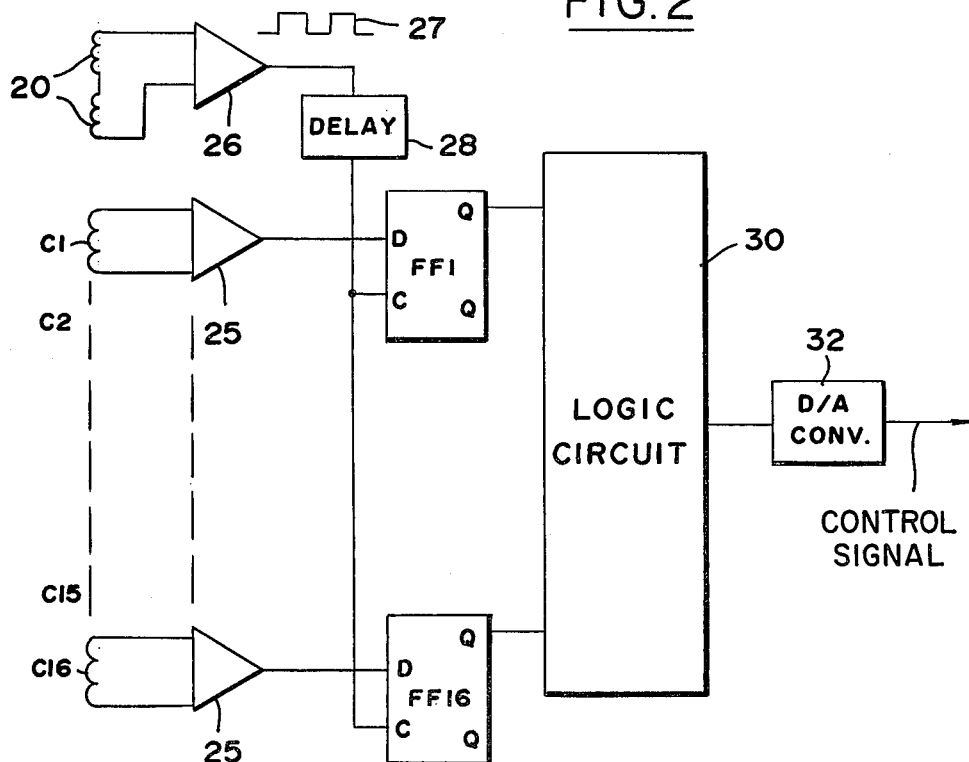 FIG. 2
27
20
26
DELAY
28
C1
25
D
Q
FF1
C
Q
30
C2
LOGIC
CIRCUIT
32
D/A
CONV.
CONTROL
SIGNAL
C15
C16
25
D
Q
FF16
C
Q